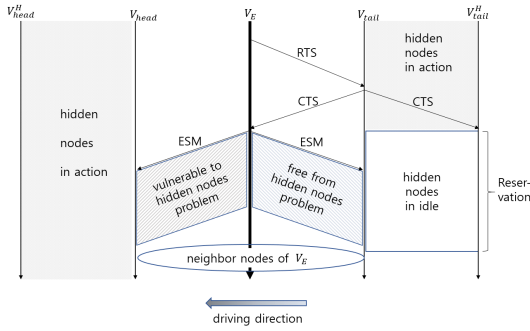 V_head^H
V_head
V_E
V_tail
V_tail^H
RTS
hidden
nodes
in action
CTS
CTS
hidden
nodes
in action
ESM
ESM
vulnerable to
hidden nodes
problem
free from
hidden nodes
problem
hidden
nodes
in idle
Reser-
vation
neighbor nodes of V_E
driving direction